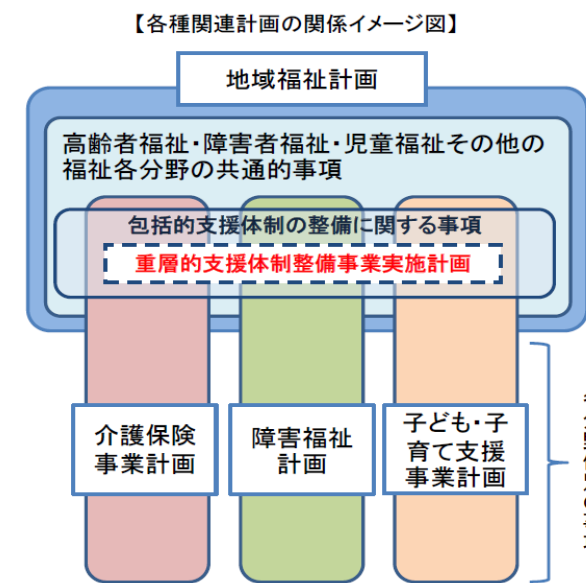 【各種関連計画の関係イメージ図】
地域福祉計画
高齢者福祉・障害者福祉・児童福祉その他の
福祉各分野の共通的事項
包括的支援体制の整備に関する事項
重層的支援体制整備事業実施計画
介護保険
事業計画
障害福祉
計画
子ども・子
育て支援
事業計画